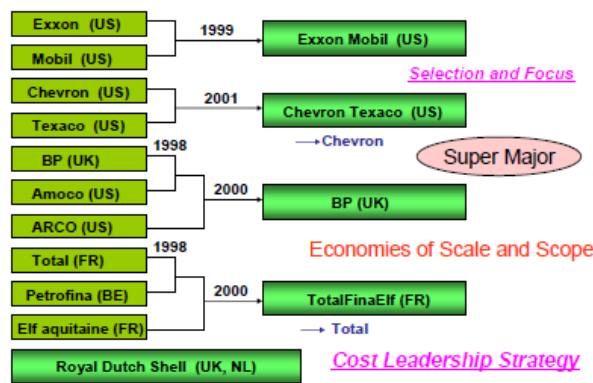 Exxon (US)
1999
Exxon Mobil (US)
Mobil (US)
Selection and Focus
Chevron (US)
2001
Chevron Texaco (US)
Texaco (US)
→Chevron
1998
Super Major
BP (UK)
Amoco (US)
2000
BP (UK)
ARCO (US)
Economies of Scale and Scope
1998
Total (FR)
Petrofina (BE)
2000
TotalFinaElf (FR)
Elf aquitaine (FR)
→ Total
Royal Dutch Shell (UK, NL)
Cost Leadership Strategy